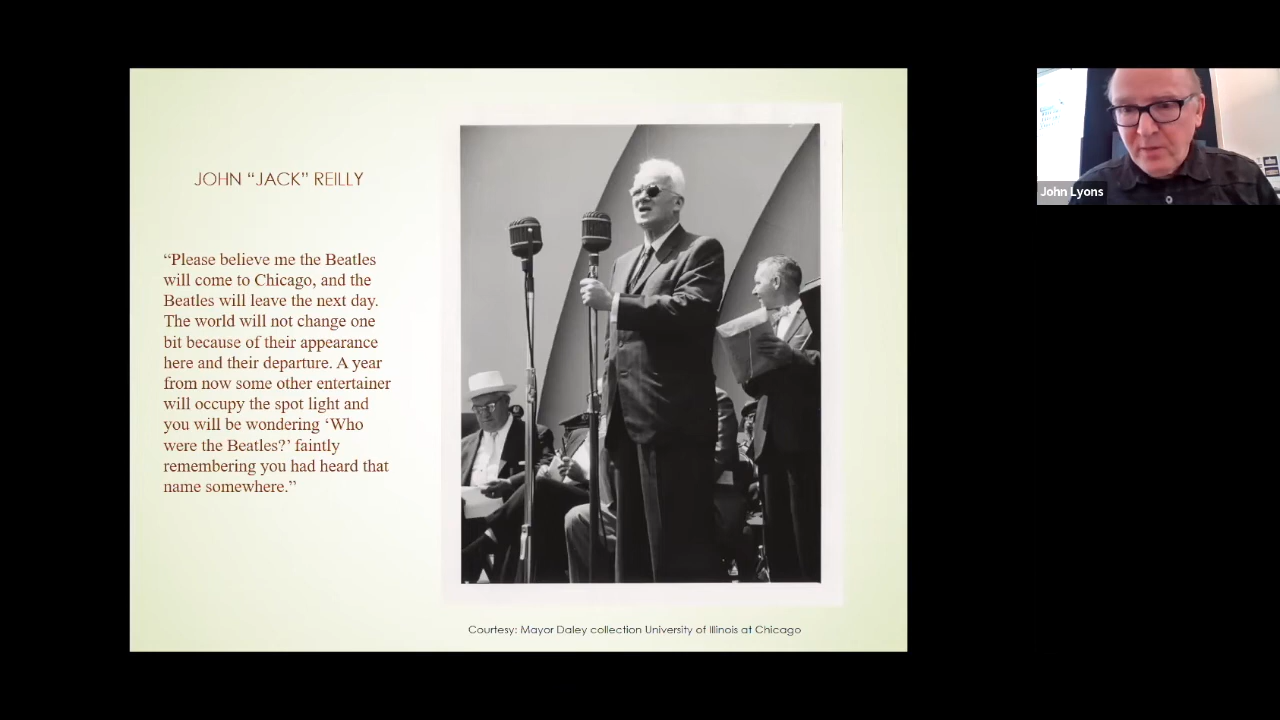 JOHN “JACK” REILLY
“Please believe me the Beatles
will come to Chicago, and the
Beatles will leave the next day.
The world will not change one
bit because of their appearance
here and their departure. A year
from now some other entertainer
will occupy the spot light and
you will be wondering ‘Who
were the Beatles?’ faintly
remembering you had heard that
name somewhere.”
Courtesy: Mayor Daley collection University of Illinois at Chicago
John Lyons